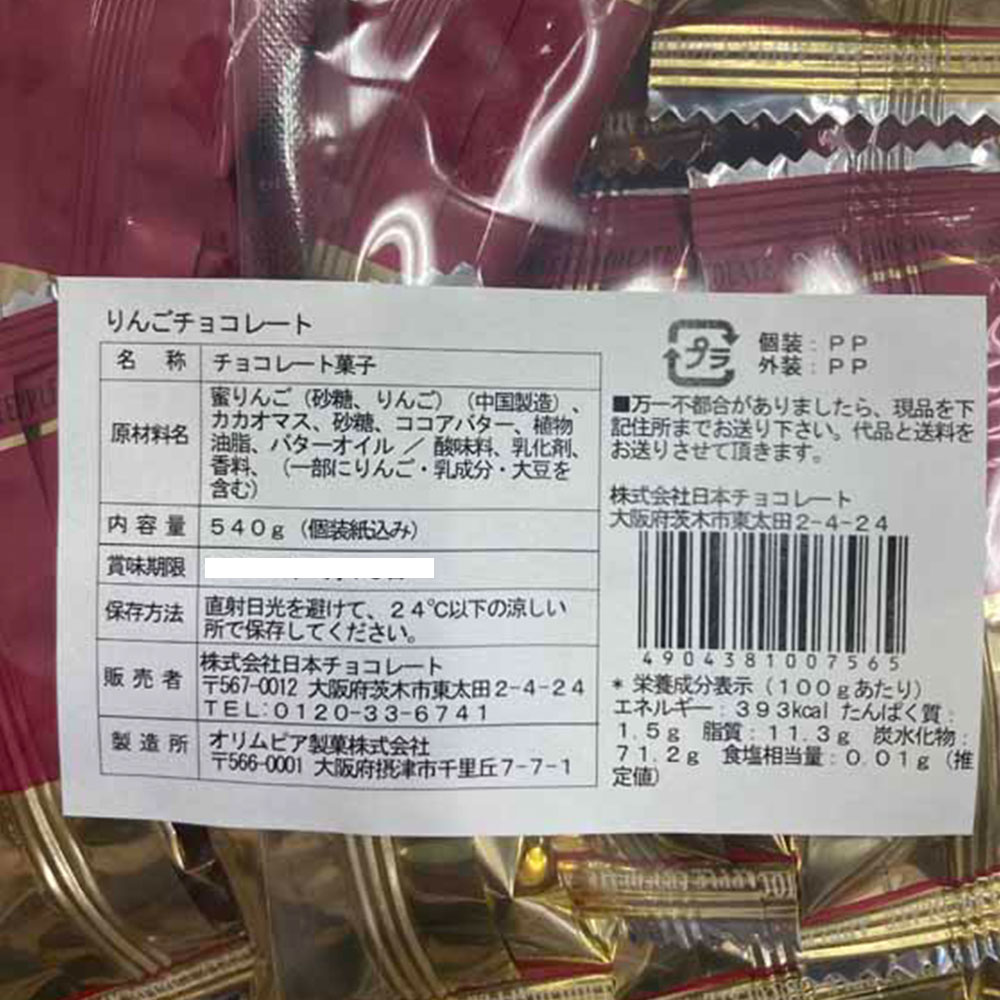 りんごチョコレート
名称 チョコレート菓子
原材料名 蜜りんご（砂糖、りんご）（中国製造）、
カカオマス、砂糖、ココアバター、植物
油脂、バターオイル／酸味料、乳化剤、
香料、（一部にりんご・乳成分・大豆を
含む）
内容量 540g（個装紙込み）
賞味期限
保存方法 直射日光を避けて、24℃以下の涼しい
所で保存してください。
販売者 株式会社日本チョコレート
〒567-0012 大阪府茨木市東太田2-4-24
TEL:0120-33-6741
製造所 オリムピア製菓株式会社
〒566-0001 大阪府摂津市千里丘7-7-1
プラ
個装：PP
外装：PP
■万一不都合がありましたら、現品を下
記住所までお送り下さい。代品と送料を
お送りさせて頂きます。
株式会社日本チョコレート
大阪府茨木市東太田2-4-24
4904381007565
＊栄養成分表示（100gあたり）
エネルギー：393kcal たんぱく質：
1.5g 脂質：11.3g 炭水化物：
71.2g 食塩相当量：0.01g（推
定値）